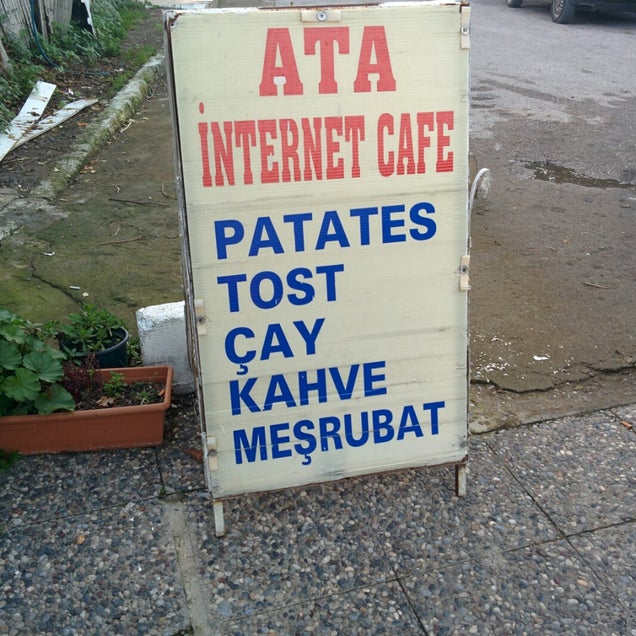 ATA
İNTERNET CAFE
PATATES
TOST
ÇAY
KAHVE
MEŞRUBAT